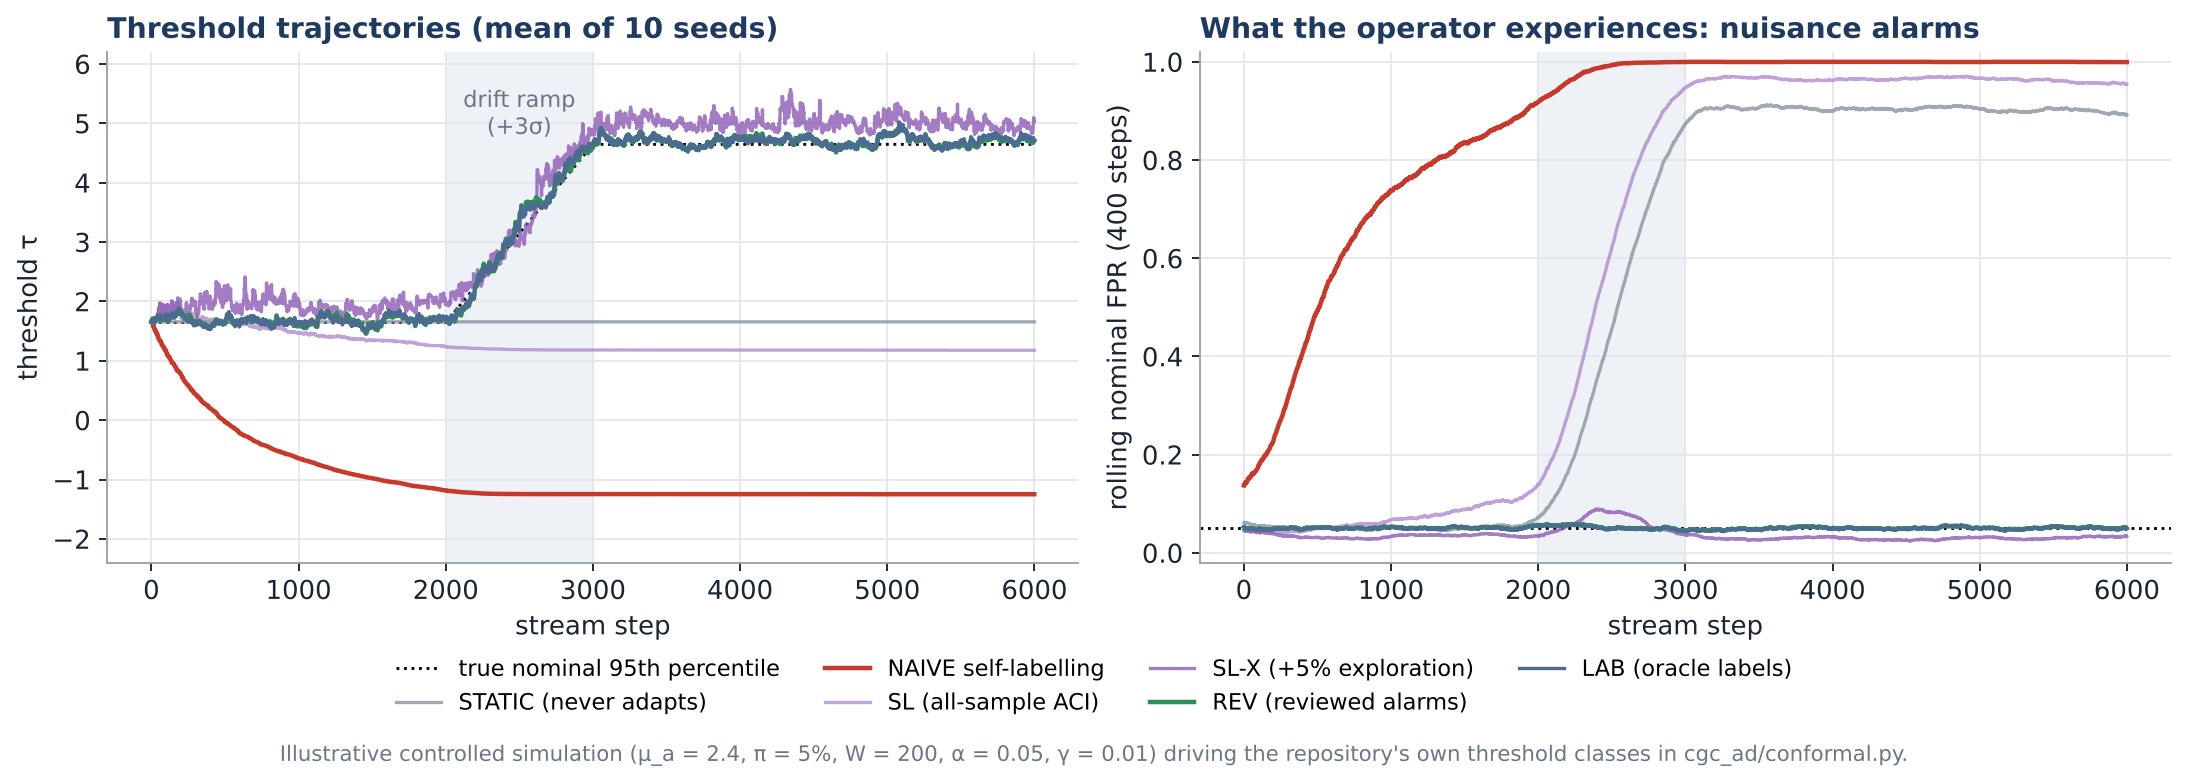 Threshold trajectories (mean of 10 seeds)
6
5
4
3
2
1
0
−1
−2
threshold τ
drift ramp
(+3σ)
0
1000
2000
3000
4000
5000
6000
stream step
What the operator experiences: nuisance alarms
1.0
0.8
0.6
0.4
0.2
0.0
rolling nominal FPR (400 steps)
0
1000
2000
3000
4000
5000
6000
stream step
true nominal 95th percentile
STATIC (never adapts)
NAIVE self-labelling
SL (all-sample ACI)
SL-X (+5% exploration)
REV (reviewed alarms)
LAB (oracle labels)
Illustrative controlled simulation (μ_a = 2.4, π = 5%, W = 200, α = 0.05, γ = 0.01) driving the repository's own threshold classes in cgc_ad/conformal.py.